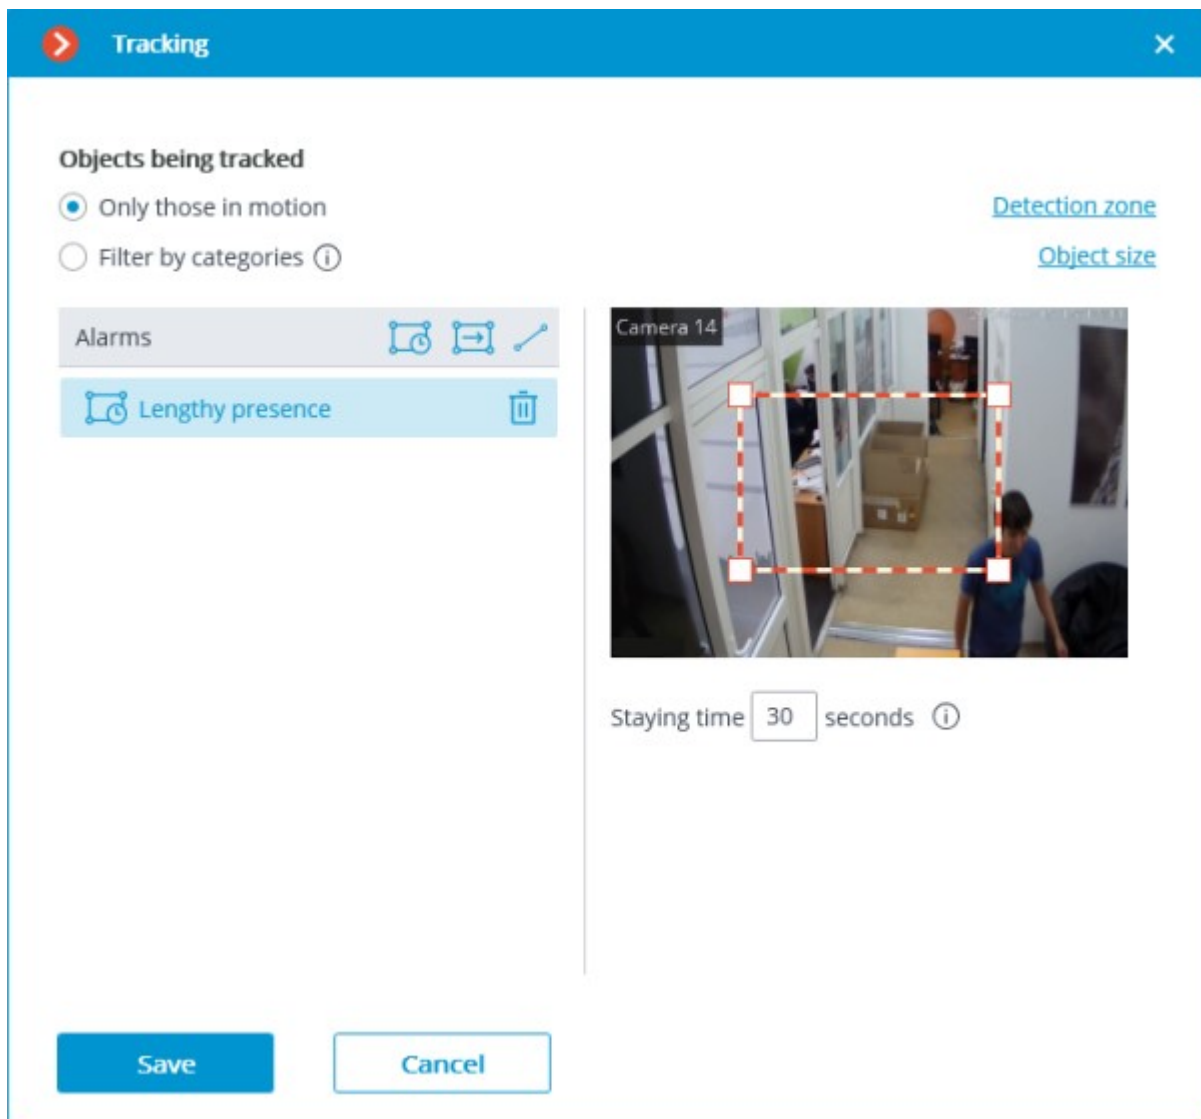 Tracking
Objects being tracked
Only those in motion
Detection zone
Filter by categories
Object size
Alarms
Lengthy presence
Camera 14
Staying time 30 seconds
Save
Cancel